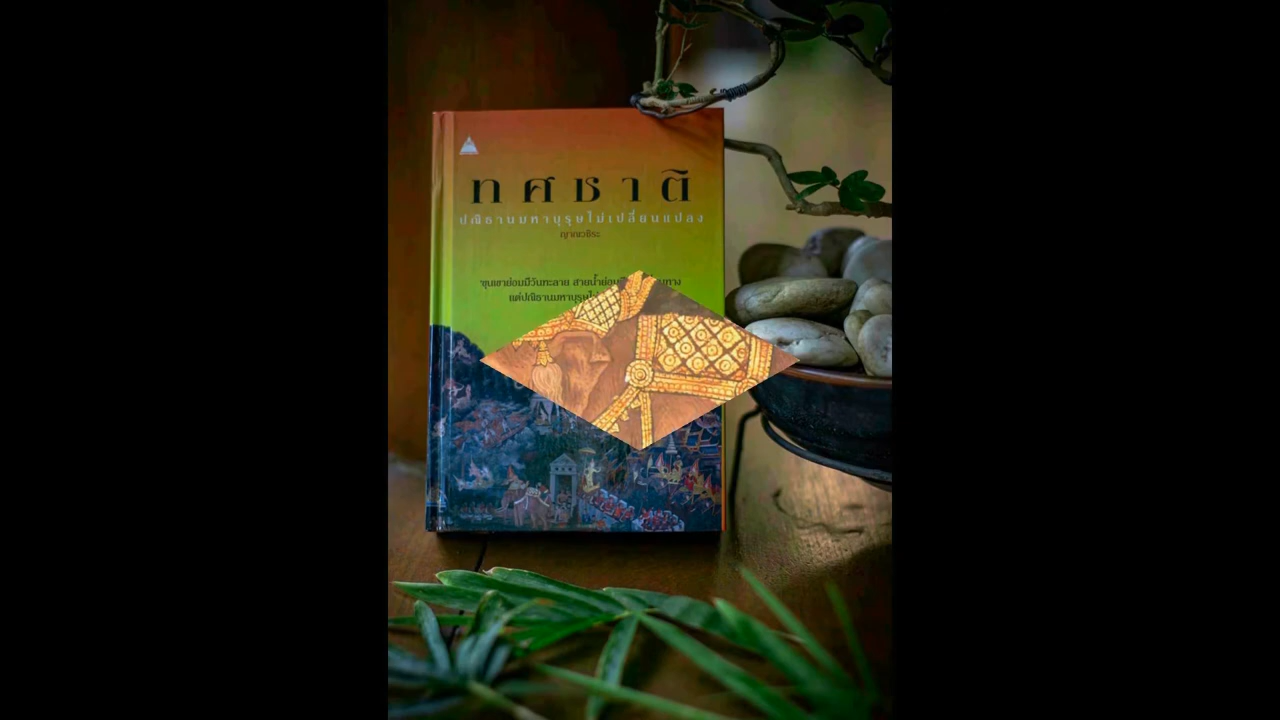 ทศชาติ
ปณิธานมหาบุรุษไม่เปลี่ยนแปลง
ญาณวชิระ
ขุนเขาย่อมมีวันทะลาย สายน้ำย่อม
แต่ปณิธานมหาบุรุษ